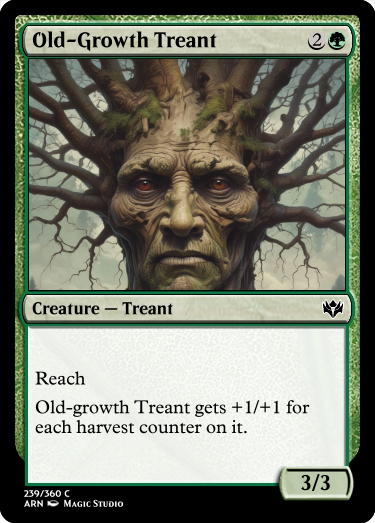 Old-Growth Treant 2
Creature — Treant
Reach
Old-growth Treant gets +1/+1 for
each harvest counter on it.
3/3
239/360 C
ARN Magic Studio